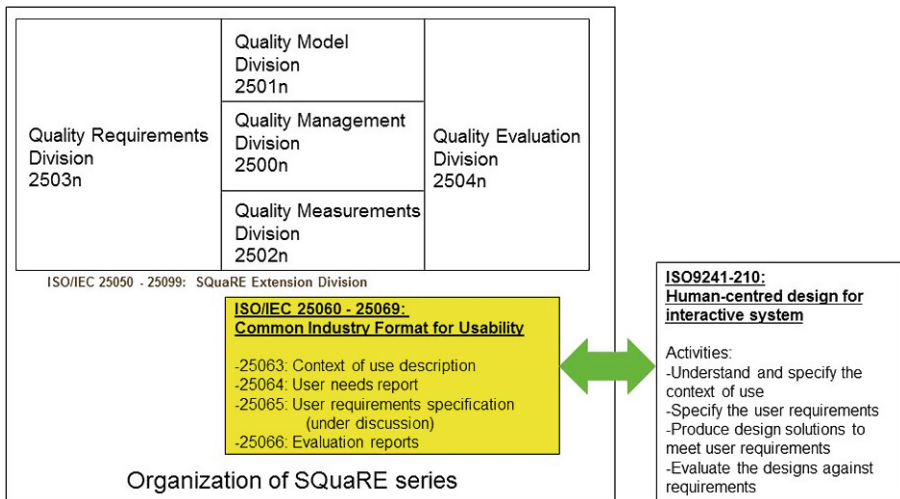 Quality Requirements
Division
2503n
Quality Model
Division
2501n
Quality Management
Division
2500n
Quality Measurements
Division
2502n
Quality Evaluation
Division
2504n
ISO/IEC 25050 - 25099: SQuaRE Extension Division
ISO/IEC 25060 - 25069:
Common Industry Format for Usability
-25063: Context of use description
-25064: User needs report
-25065: User requirements specification
(under discussion)
-25066: Evaluation reports
Organization of SQuaRE series
ISO9241-210:
Human-centred design for
interactive system
Activities:
-Understand and specify the
context of use
-Specify the user requirements
-Produce design solutions to
meet user requirements
-Evaluate the designs against
requirements